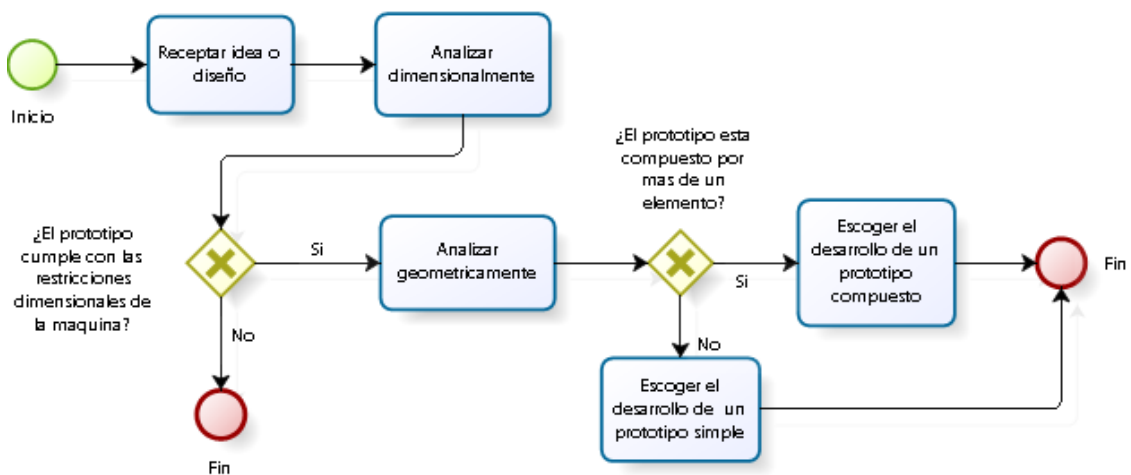 Receptar idea o
diseño
Analizar
dimensionalmente
Inicio
¿El prototipo esta
compuesto por
mas de un
elemento?
¿El prototipo
cumple con las
restricciones
dimensionales de
la maquina?
Si
Analizar
geometricamente
Si
Escoger el
desarrollo de un
prototipo
compuesto
Fin
No
No
Escoger el
desarrollo de un
prototipo simple
Fin